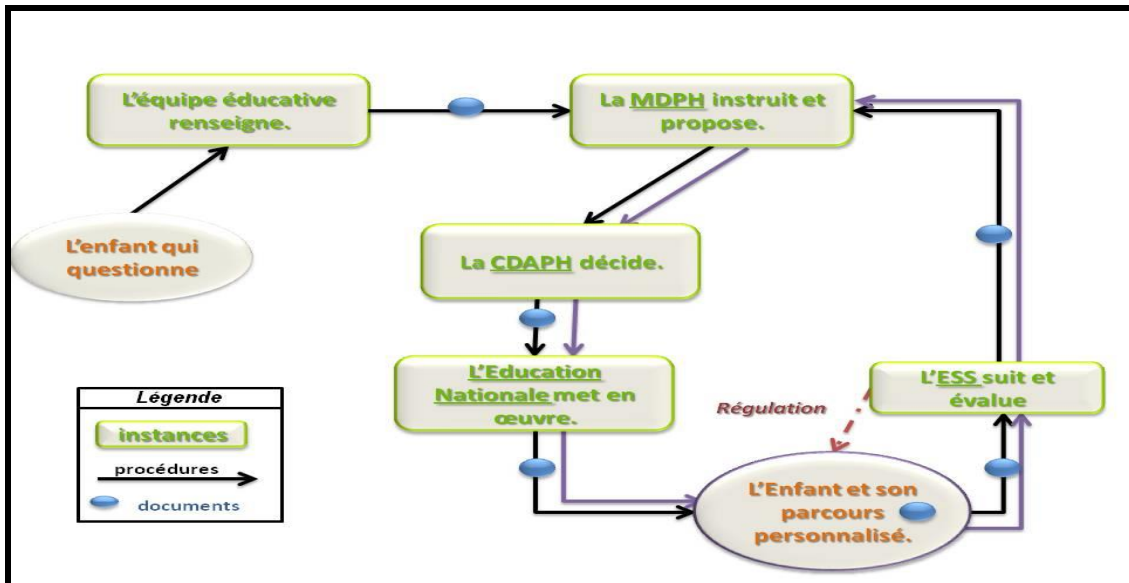 L'équipe éducative
renseigne.
La MDPH instruit et
propose.
L'enfant qui
questionne
La CDAPH décide.
L'Education
Nationale met en
œuvre.
L'ESS suit et
évalue
Régulation
L'Enfant et son
parcours
personnalisé.
Légende
instances
procédures
documents